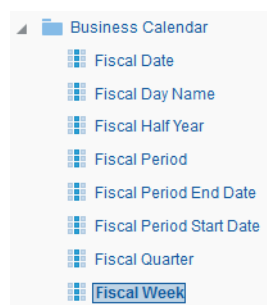 Business Calendar
Fiscal Date
Fiscal Day Name
Fiscal Half Year
Fiscal Period
Fiscal Period End Date
Fiscal Period Start Date
Fiscal Quarter
Fiscal Week